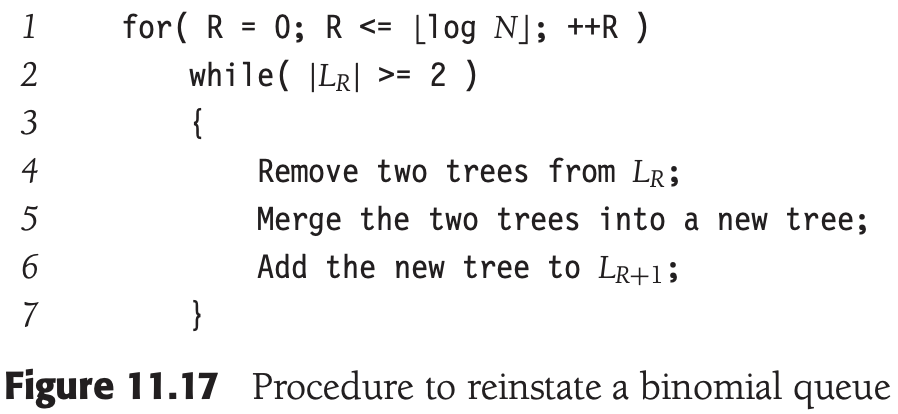 1 for( R = 0; R <= ⌊log N⌋; ++R )
2 while( |L_R| >= 2 )
3 {
4 Remove two trees from L_R;
5 Merge the two trees into a new tree;
6 Add the new tree to L_{R+1};
7 }
Figure 11.17 Procedure to reinstate a binomial queue